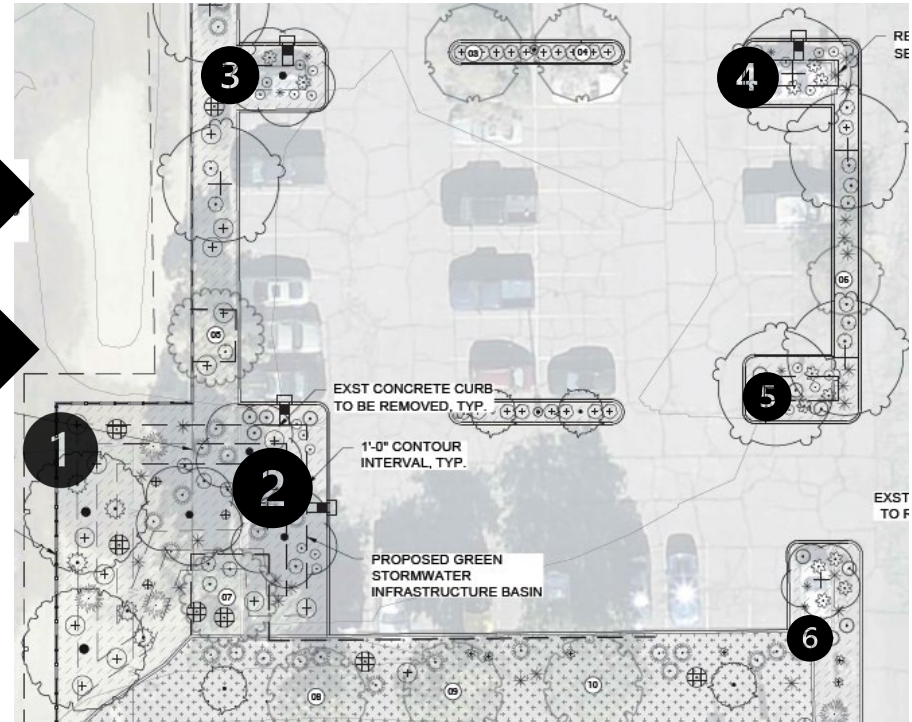 RE
SE
3
03
04
4
05
06
EXST CONCRETE CURB
TO BE REMOVED, TYP.
5
1
1'-0" CONTOUR
INTERVAL, TYP.
2
EXST
TO R
PROPOSED GREEN
STORMWATER
INFRASTRUCTURE BASIN
07
6
08
09
10